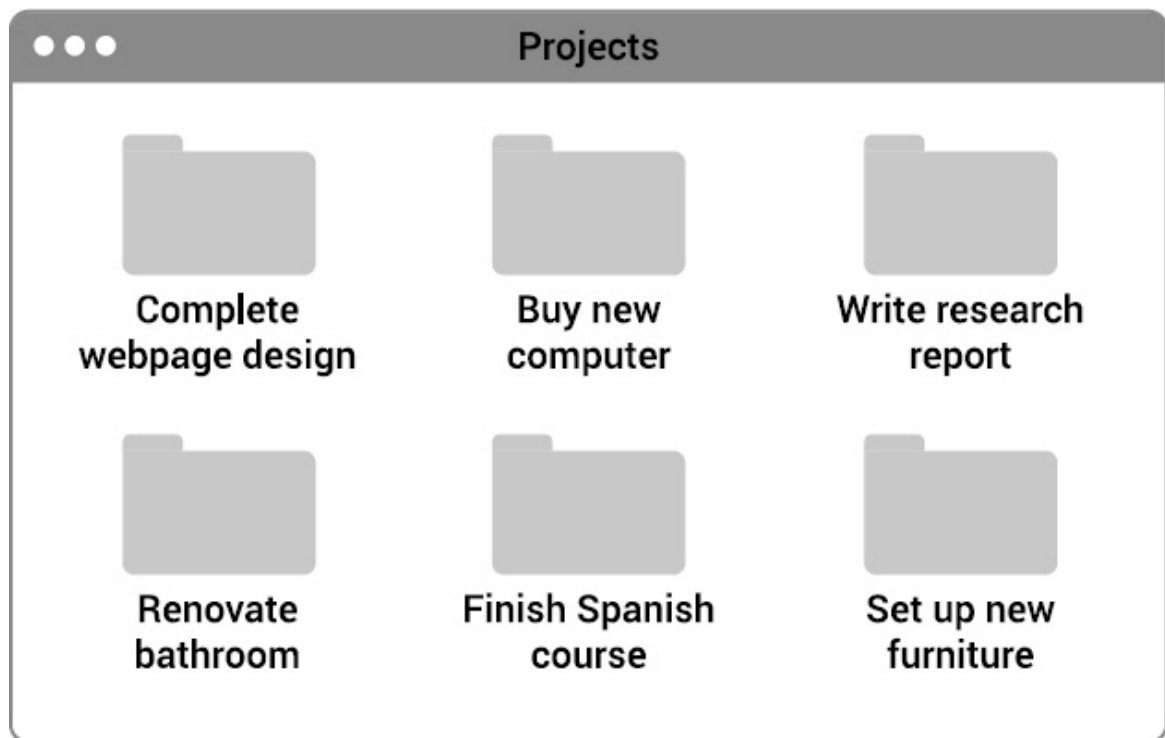 Projects
Complete
webpage design
Buy new
computer
Write research
report
Renovate
bathroom
Finish Spanish
course
Set up new
furniture